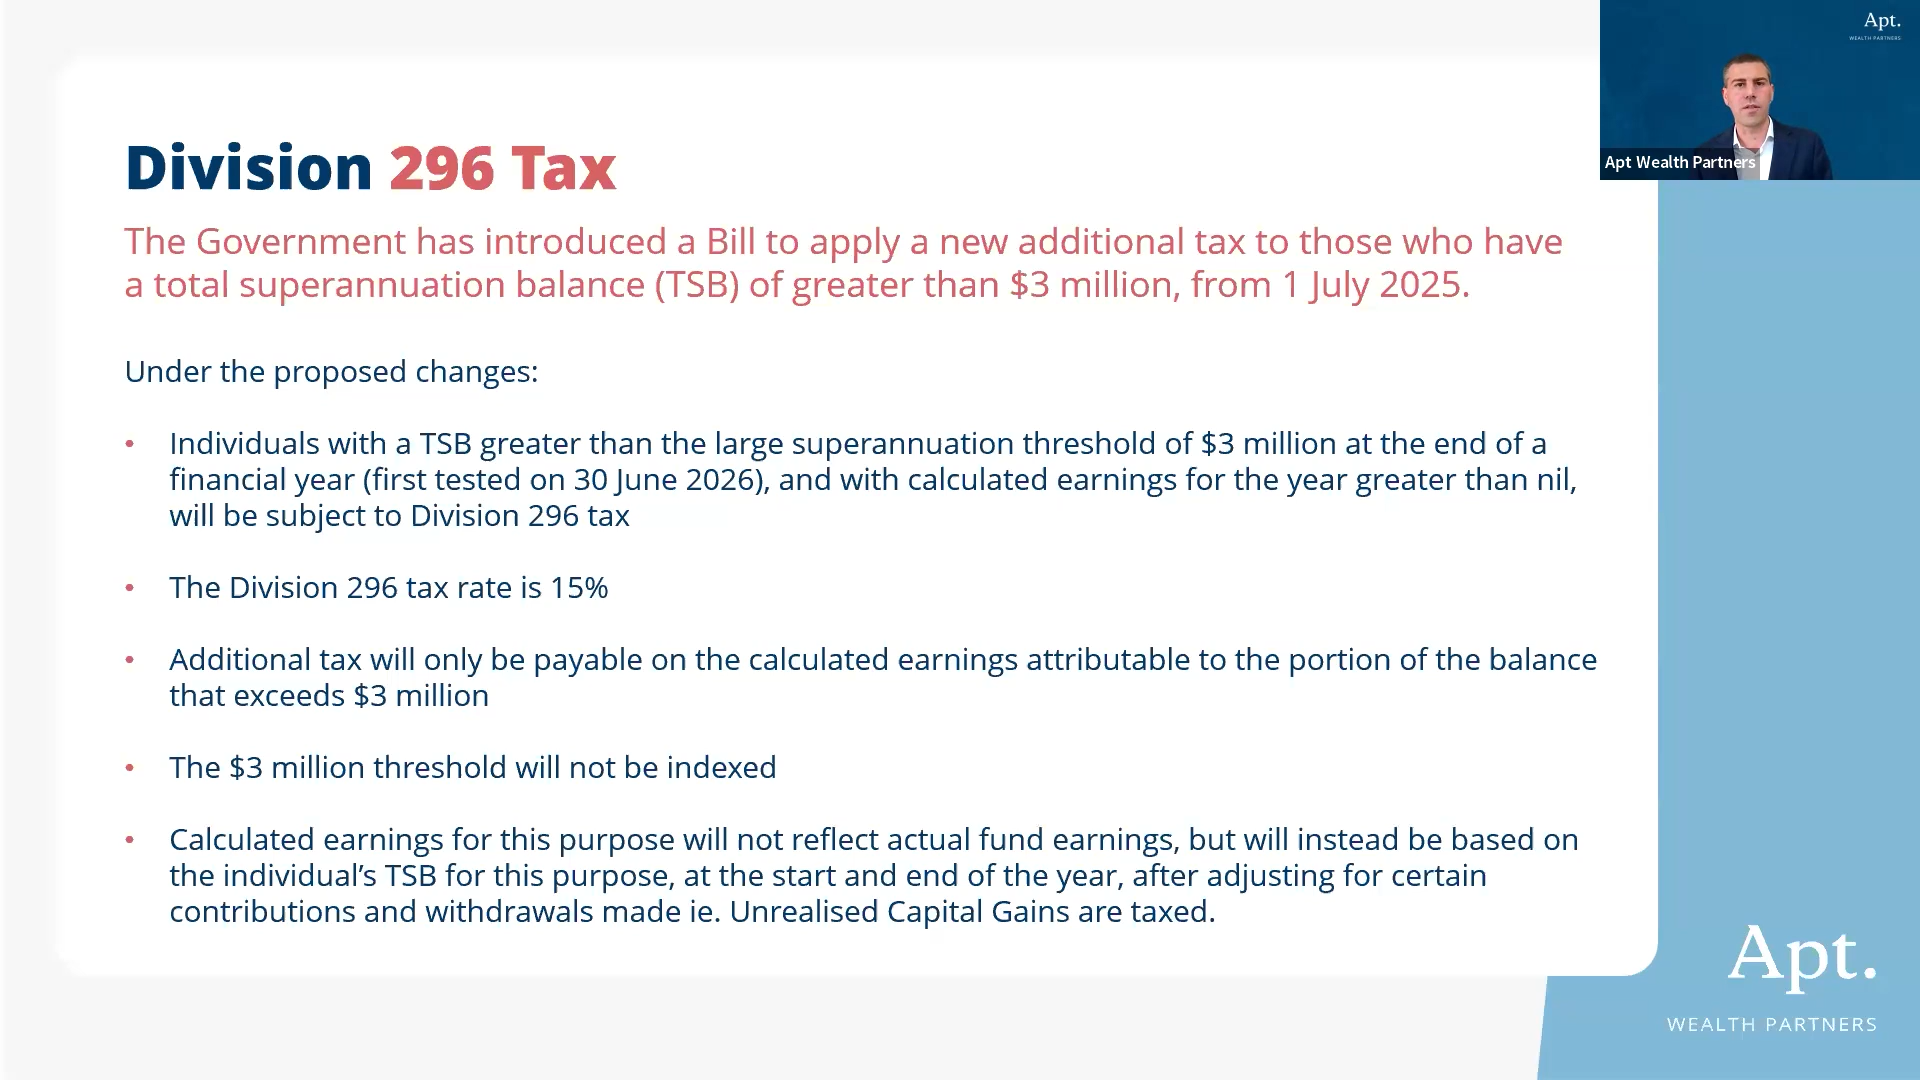 Apt.
WEALTH PARTNERS
Apt Wealth Partners
Division 296 Tax
The Government has introduced a Bill to apply a new additional tax to those who have
a total superannuation balance (TSB) of greater than $3 million, from 1 July 2025.
Under the proposed changes:
• Individuals with a TSB greater than the large superannuation threshold of $3 million at the end of a
financial year (first tested on 30 June 2026), and with calculated earnings for the year greater than nil,
will be subject to Division 296 tax
• The Division 296 tax rate is 15%
• Additional tax will only be payable on the calculated earnings attributable to the portion of the balance
that exceeds $3 million
• The $3 million threshold will not be indexed
• Calculated earnings for this purpose will not reflect actual fund earnings, but will instead be based on
the individual’s TSB for this purpose, at the start and end of the year, after adjusting for certain
contributions and withdrawals made ie. Unrealised Capital Gains are taxed.
Apt.
WEALTH PARTNERS